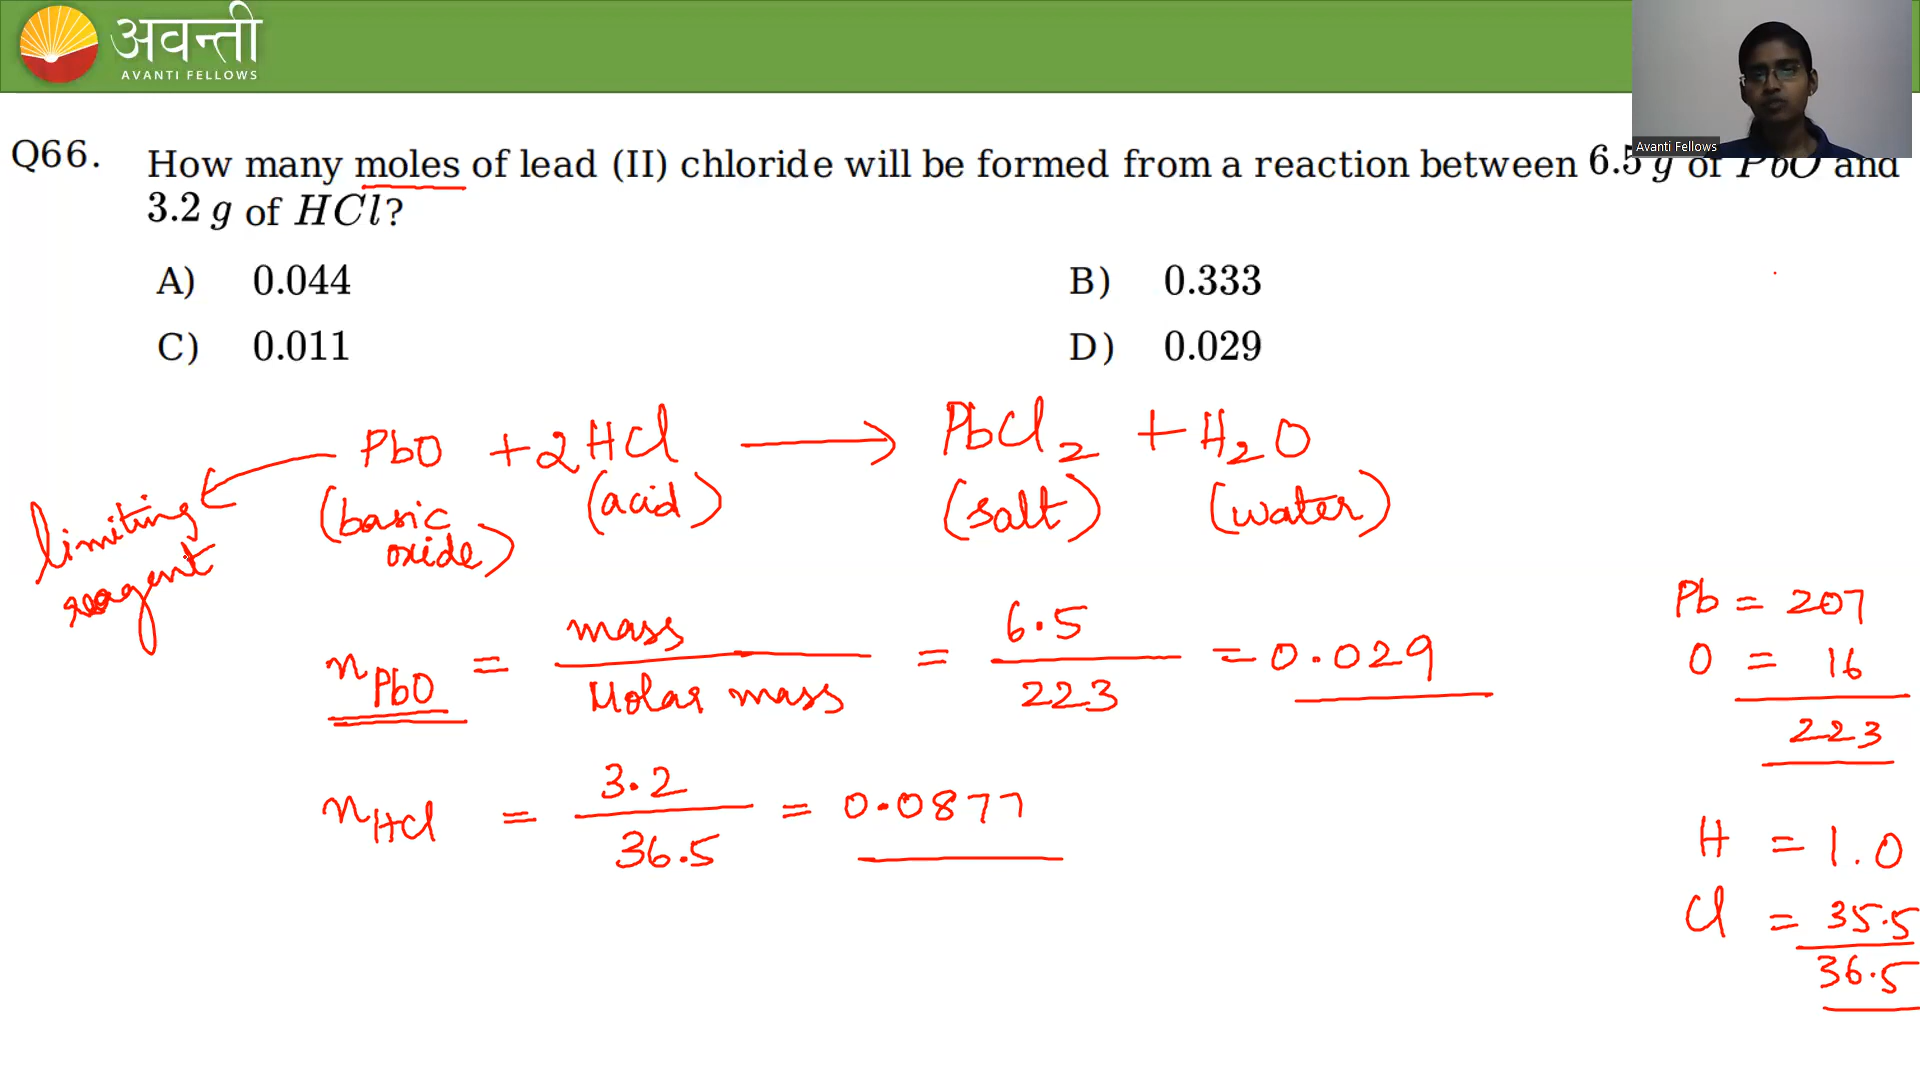 अवन्ती
AVANTI FELLOWS
Avanti Fellows
Q66. How many moles of lead (II) chloride will be formed from a reaction between 6.5 g of PbO and
3.2 g of HCl?
A) 0.044 B) 0.333
C) 0.011 D) 0.029
PbO + 2HCl → PbCl₂ + H₂O
(basic oxide) (acid) (salt) (water)
limiting
reagent
n PbO = mass / Molar mass = 6.5 / 223 = 0.029
n HCl = 3.2 / 36.5 = 0.0877
Pb = 207
O = 16
223
H = 1.0
Cl = 35.5
36.5